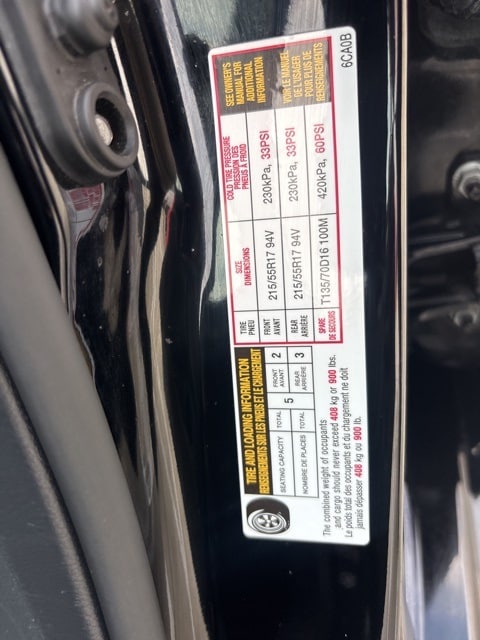 TIRE AND LOADING INFORMATION
RENSEIGNEMENTS SUR LES PNEUS ET LE CHARGEMENT
SEATING CAPACITY TOTAL 5 FRONT AVANT 2
NOMBRE DE PLACES TOTAL REAR ARRIÈRE 3
The combined weight of occupants
and cargo should never exceed 408 kg or 900 lbs.
Le poids total des occupants et du chargement ne doit
jamais dépasser 408 kg ou 900 lb.
TIRE PNEU SIZE DIMENSIONS COLD TIRE PRESSURE PRESSION DES PNEUS À FROID
FRONT AVANT 215/55R17 94V 230kPa, 33PSI
REAR ARRIÈRE 215/55R17 94V 230kPa, 33PSI
SPARE DE SECOURS T135/70D16 100M 420kPa, 60PSI
SEE OWNER'S
MANUAL FOR
ADDITIONAL
INFORMATION
VOIR LE MANUEL
DE L'USAGER
POUR PLUS DE
RENSEIGNEMENTS
6CA0B